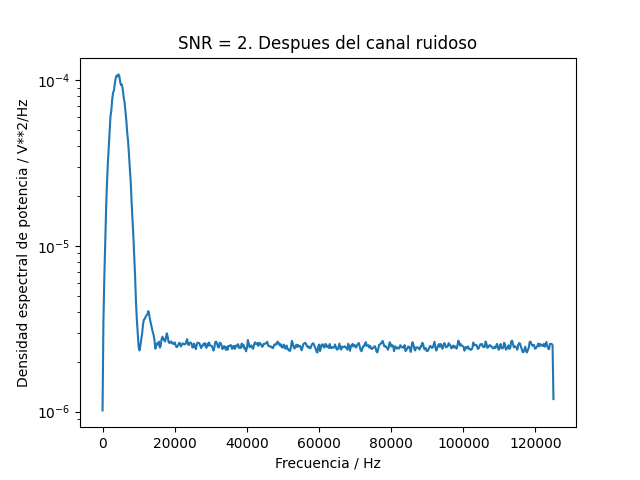 SNR = 2. Despues del canal ruidoso
Densidad espectral de potencia / V**2/Hz
10⁻⁴
10⁻⁵
10⁻⁶
0 20000 40000 60000 80000 100000 120000
Frecuencia / Hz